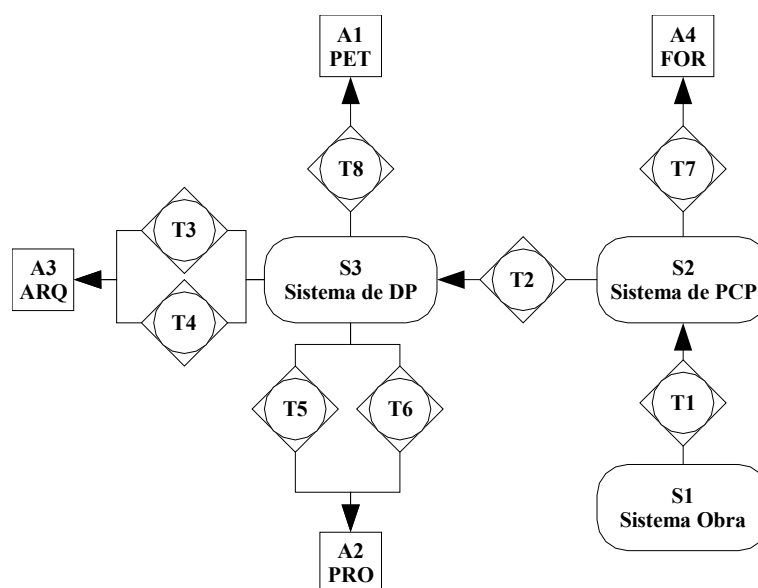 A1
PET
A4
FOR
T8
T7
T3
A3
ARQ
S3
Sistema de DP
T2
S2
Sistema de PCP
T4
T5
T6
T1
S1
Sistema Obra
A2
PRO